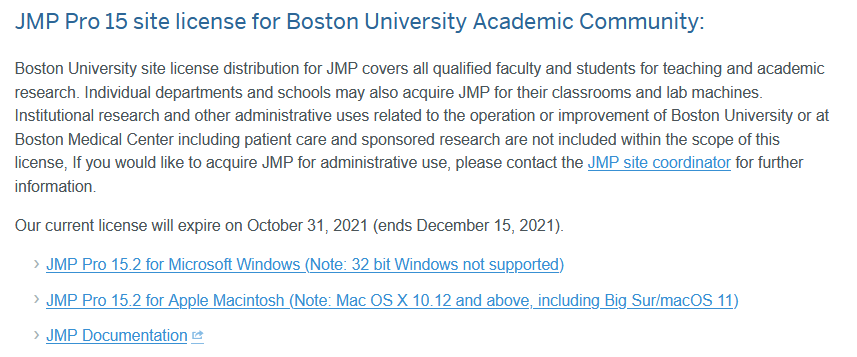 JMP Pro 15 site license for Boston University Academic Community:
Boston University site license distribution for JMP covers all qualified faculty and students for teaching and academic
research. Individual departments and schools may also acquire JMP for their classrooms and lab machines.
Institutional research and other administrative uses related to the operation or improvement of Boston University or at
Boston Medical Center including patient care and sponsored research are not included within the scope of this
license, If you would like to acquire JMP for administrative use, please contact the JMP site coordinator for further
information.
Our current license will expire on October 31, 2021 (ends December 15, 2021).
JMP Pro 15.2 for Microsoft Windows (Note: 32 bit Windows not supported)
JMP Pro 15.2 for Apple Macintosh (Note: Mac OS X 10.12 and above, including Big Sur/macOS 11)
JMP Documentation